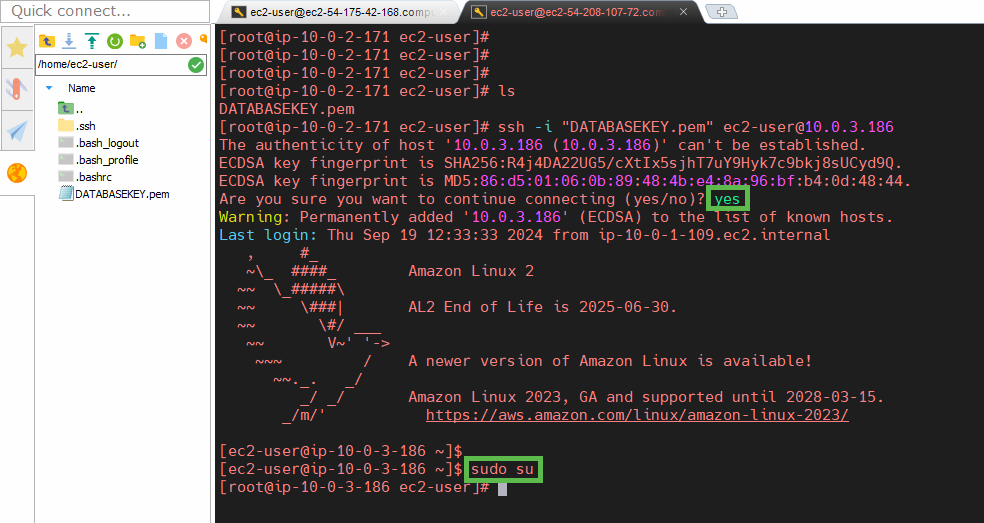 Quick connect...
ec2-user@ec2-54-175-42-168.compu
ec2-user@ec2-54-208-107-72.com
/home/ec2-user/
Name
..
.ssh
.bash_logout
.bash_profile
.bashrc
DATABASEKEY.pem
[root@ip-10-0-2-171 ec2-user]#
[root@ip-10-0-2-171 ec2-user]#
[root@ip-10-0-2-171 ec2-user]#
[root@ip-10-0-2-171 ec2-user]# ls
DATABASEKEY.pem
[root@ip-10-0-2-171 ec2-user]# ssh -i "DATABASEKEY.pem" ec2-user@10.0.3.186
The authenticity of host '10.0.3.186 (10.0.3.186)' can't be established.
ECDSA key fingerprint is SHA256:R4j4DA22UG5/cXtIx5sjhT7uY9Hyk7c9bkj8sUCyd9Q.
ECDSA key fingerprint is MD5:86:d5:01:06:0b:89:48:4b:e4:8a:96:bf:b4:0d:48:44.
Are you sure you want to continue connecting (yes/no)? yes
Warning: Permanently added '10.0.3.186' (ECDSA) to the list of known hosts.
Last login: Thu Sep 19 12:33:33 2024 from ip-10-0-1-109.ec2.internal
   ,     #_
   ~\_  ####_        Amazon Linux 2
  ~~  \_#####\
  ~~     \###|       AL2 End of Life is 2025-06-30.
  ~~       \#/ ___
   ~~       V~' '->
    ~~~         /    A newer version of Amazon Linux is available!
      ~~._.   _/
         _/ _/       Amazon Linux 2023, GA and supported until 2028-03-15.
       _/m/'           https://aws.amazon.com/linux/amazon-linux-2023/
[ec2-user@ip-10-0-3-186 ~]$
[ec2-user@ip-10-0-3-186 ~]$ sudo su
[root@ip-10-0-3-186 ec2-user]#